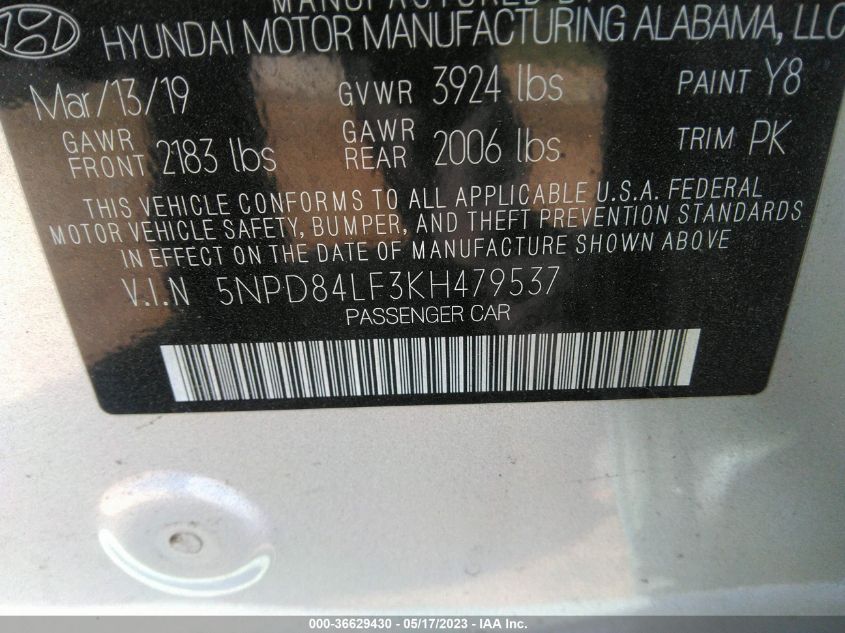 MANUFACTURED BY
HYUNDAI MOTOR MANUFACTURING ALABAMA, LLC
Mar/13/19 GVWR 3924 lbs PAINT Y8
GAWR FRONT 2183 lbs GAWR REAR 2006 lbs TRIM PK
THIS VEHICLE CONFORMS TO ALL APPLICABLE U.S.A. FEDERAL
MOTOR VEHICLE SAFETY, BUMPER, AND THEFT PREVENTION STANDARDS
IN EFFECT ON THE DATE OF MANUFACTURE SHOWN ABOVE
V.I.N 5NPD84LF3KH479537
PASSENGER CAR
000-36629430 - 05/17/2023 - IAA Inc.